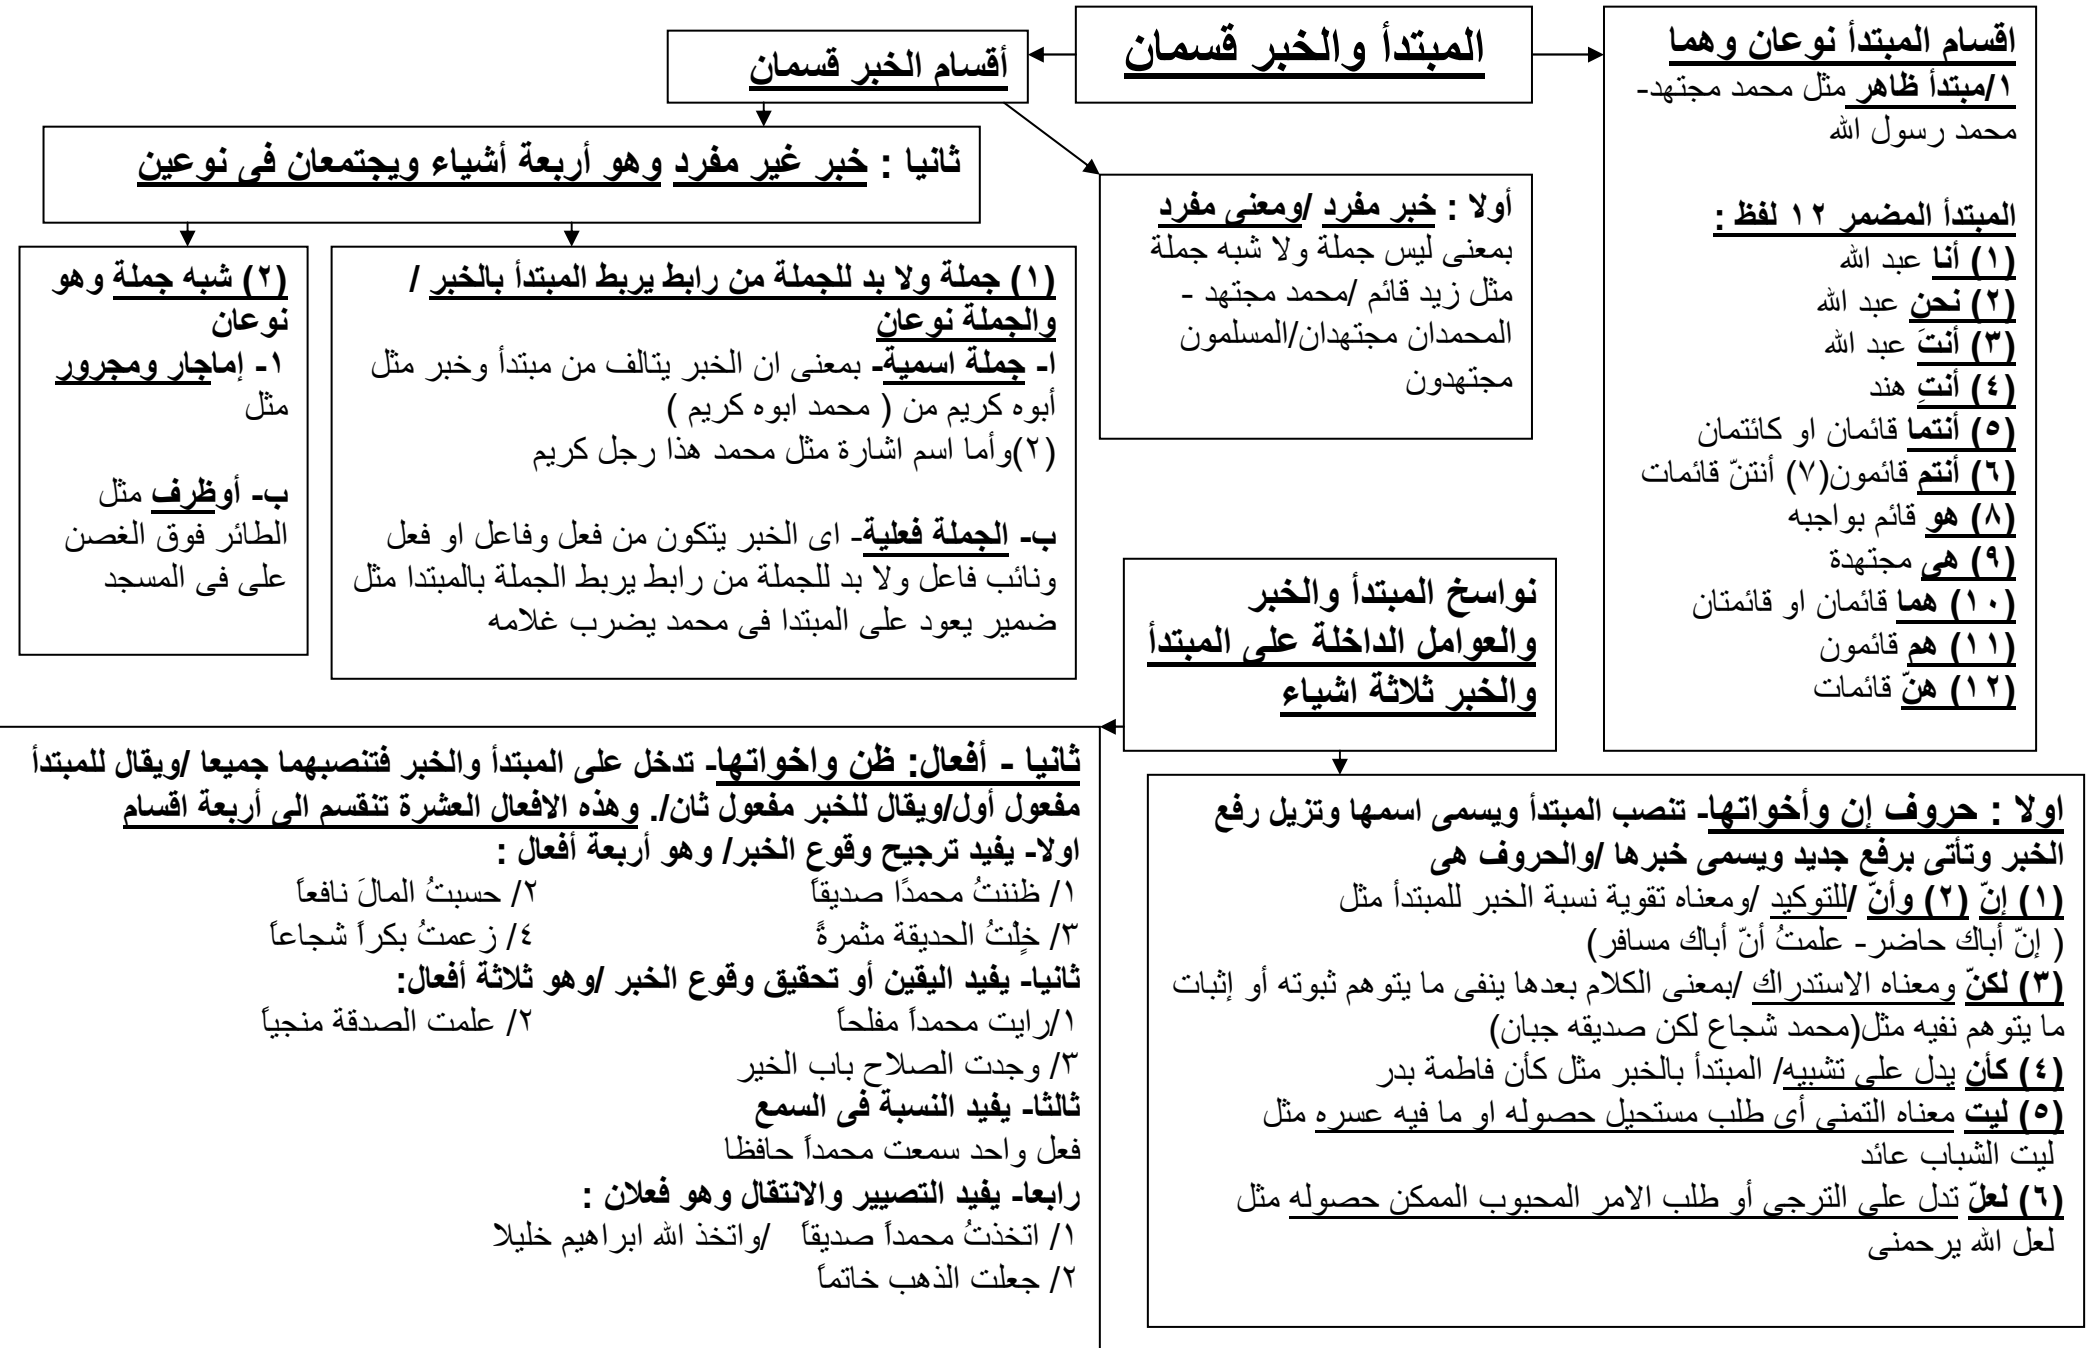 المبتدأ والخبر قسمان
اقسام المبتدأ نوعان وهما
١/مبتدأ ظاهر مثل محمد مجتهد-
محمد رسول الله
المبتدأ المضمر ١٢ لفظ :
(١) أنا عبد الله
(٢) نحن عبد الله
(٣) أنتَ عبد الله
(٤) أنتِ هند
(٥) أنتما قائمان او كائتمان
(٦) أنتم قائمون(٧) أنتنّ قائمات
(٨) هو قائم بواجبه
(٩) هى مجتهدة
(١٠) هما قائمان او قائمتان
(١١) هم قائمون
(١٢) هنّ قائمات
أقسام الخبر قسمان
أولا : خبر مفرد /ومعنى مفرد
بمعنى ليس جملة ولا شبه جملة
مثل زيد قائم /محمد مجتهد -
المحمدان مجتهدان/المسلمون
مجتهدون
ثانيا : خبر غير مفرد وهو أربعة أشياء ويجتمعان فى نوعين
(١) جملة ولا بد للجملة من رابط يربط المبتدأ بالخبر /
والجملة نوعان
ا- جملة اسمية- بمعنى ان الخبر يتالف من مبتدأ وخبر مثل
أبوه كريم من ( محمد ابوه كريم )
(٢)وأما اسم اشارة مثل محمد هذا رجل كريم
ب- الجملة فعلية- اى الخبر يتكون من فعل وفاعل او فعل
ونائب فاعل ولا بد للجملة من رابط يربط الجملة بالمبتدا مثل
ضمير يعود على المبتدا فى محمد يضرب غلامه
(٢) شبه جملة وهو
نوعان
١- إماجار ومجرور
مثل
ب- أوظرف مثل
الطائر فوق الغصن
على فى المسجد
نواسخ المبتدأ والخبر
والعوامل الداخلة على المبتدأ
والخبر ثلاثة اشياء
اولا : حروف إن وأخواتها- تنصب المبتدأ ويسمى اسمها وتزيل رفع
الخبر وتأتى برفع جديد ويسمى خبرها /والحروف هى
(١) إنّ (٢) وأنّ /للتوكيد /ومعناه تقوية نسبة الخبر للمبتدأ مثل
( إنّ أباك حاضر- علمتُ أنّ أباك مسافر)
(٣) لكنّ ومعناه الاستدراك /بمعنى الكلام بعدها ينفى ما يتوهم ثبوته أو إثبات
ما يتوهم نفيه مثل(محمد شجاع لكن صديقه جبان)
(٤) كأن يدل على تشبيه/ المبتدأ بالخبر مثل كأن فاطمة بدر
(٥) ليت معناه التمنى أى طلب مستحيل حصوله او ما فيه عسره مثل
ليت الشباب عائد
(٦) لعلّ تدل على الترجى أو طلب الامر المحبوب الممكن حصوله مثل
لعل الله يرحمنى
ثانيا - أفعال: ظن واخواتها- تدخل على المبتدأ والخبر فتنصبهما جميعا /ويقال للمبتدأ
مفعول أول/ويقال للخبر مفعول ثان/. وهذه الافعال العشرة تنقسم الى أربعة اقسام
اولا- يفيد ترجيح وقوع الخبر/ وهو أربعة أفعال :
١/ ظننتُ محمدًا صديقاً ٢/ حسبتُ المالَ نافعاً
٣/ خِلْتُ الحديقة مثمرةً ٤/ زعمتُ بكراً شجاعاً
ثانيا- يفيد اليقين أو تحقيق وقوع الخبر /وهو ثلاثة أفعال:
١/رايت محمداً مفلحاً ٢/ علمت الصدقة منجياً
٣/ وجدت الصلاح باب الخير
ثالثا- يفيد النسبة فى السمع
فعل واحد سمعت محمداً حافظا
رابعا- يفيد التصيير والانتقال وهو فعلان :
١/ اتخذتُ محمداً صديقاً /واتخذ الله ابراهيم خليلا
٢/ جعلت الذهب خاتماً